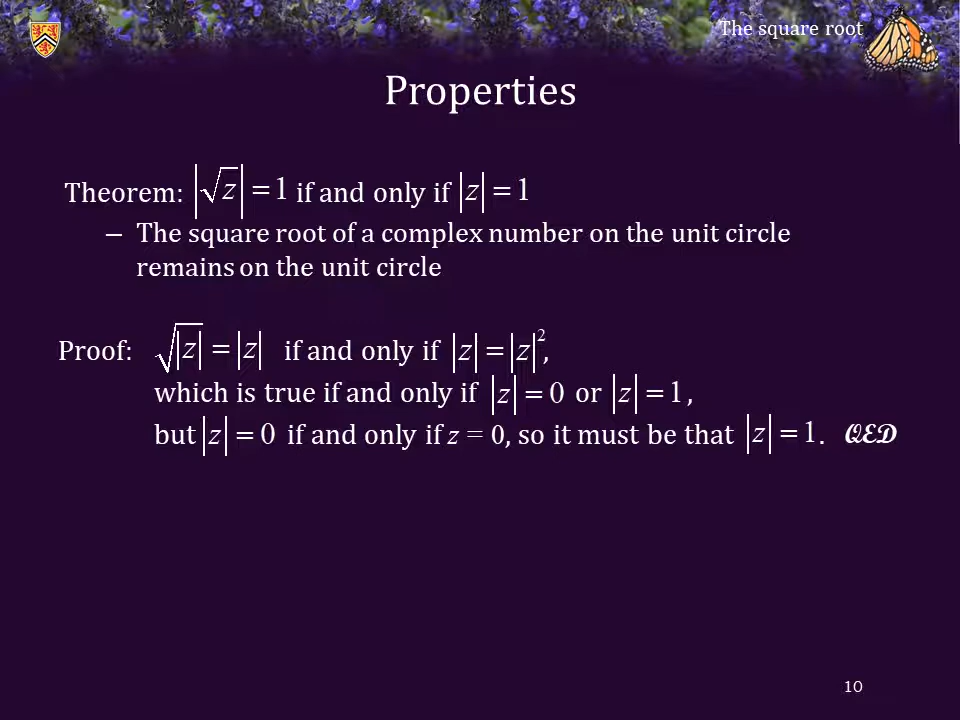 The square root
Properties
Theorem: |√z| = 1 if and only if |z| = 1
– The square root of a complex number on the unit circle
remains on the unit circle
Proof: √|z| = |z| if and only if |z| = |z|²,
which is true if and only if |z| = 0 or |z| = 1,
but |z| = 0 if and only if z = 0, so it must be that |z| = 1. QED
10